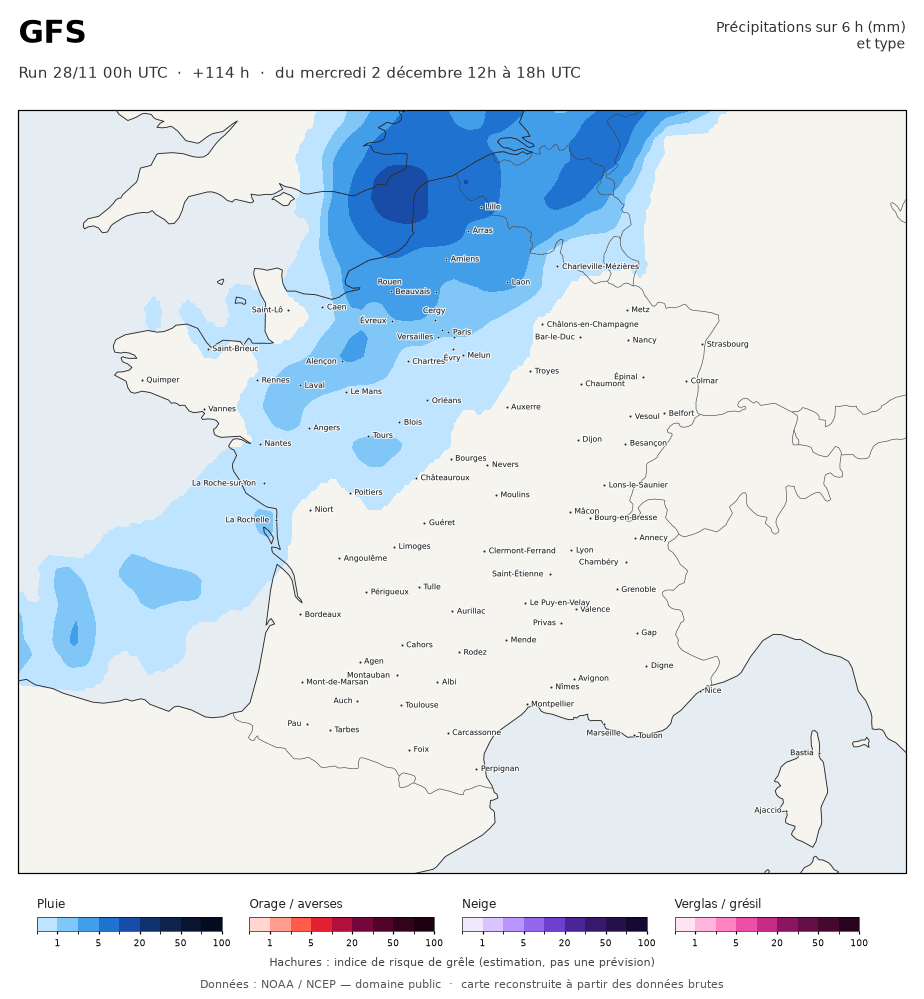 GFS
Précipitations sur 6 h (mm)
et type
Run 28/11 00h UTC · +114 h · du mercredi 2 décembre 12h à 18h UTC
Lille
Arras
Amiens
Charleville-Mézières
Rouen
Laon
Beauvais
Saint-Lô
Caen
Cergy
Metz
Évreux
Châlons-en-Champagne
Paris
Versailles
Bar-le-Duc
Nancy
Strasbourg
Saint-Brieuc
Évry
Melun
Alençon
Chartres
Troyes
Épinal
Quimper
Rennes
Laval
Chaumont
Colmar
Le Mans
Orléans
Vannes
Auxerre
Belfort
Vesoul
Blois
Angers
Tours
Nantes
Dijon
Besançon
Bourges
Nevers
Châteauroux
La Roche-sur-Yon
Lons-le-Saunier
Poitiers
Moulins
Niort
Mâcon
La Rochelle
Bourg-en-Bresse
Guéret
Annecy
Limoges
Clermont-Ferrand
Lyon
Angoulême
Chambéry
Saint-Étienne
Tulle
Grenoble
Périgueux
Le Puy-en-Velay
Valence
Bordeaux
Aurillac
Privas
Gap
Mende
Cahors
Rodez
Agen
Digne
Montauban
Mont-de-Marsan
Albi
Avignon
Nîmes
Nice
Auch
Toulouse
Montpellier
Pau
Tarbes
Carcassonne
Marseille
Toulon
Foix
Bastia
Perpignan
Ajaccio
Pluie
1 5 20 50 100
Orage / averses
1 5 20 50 100
Neige
1 5 20 50 100
Verglas / grésil
1 5 20 50 100
Hachures : indice de risque de grêle (estimation, pas une prévision)
Données : NOAA / NCEP — domaine public · carte reconstruite à partir des données brutes